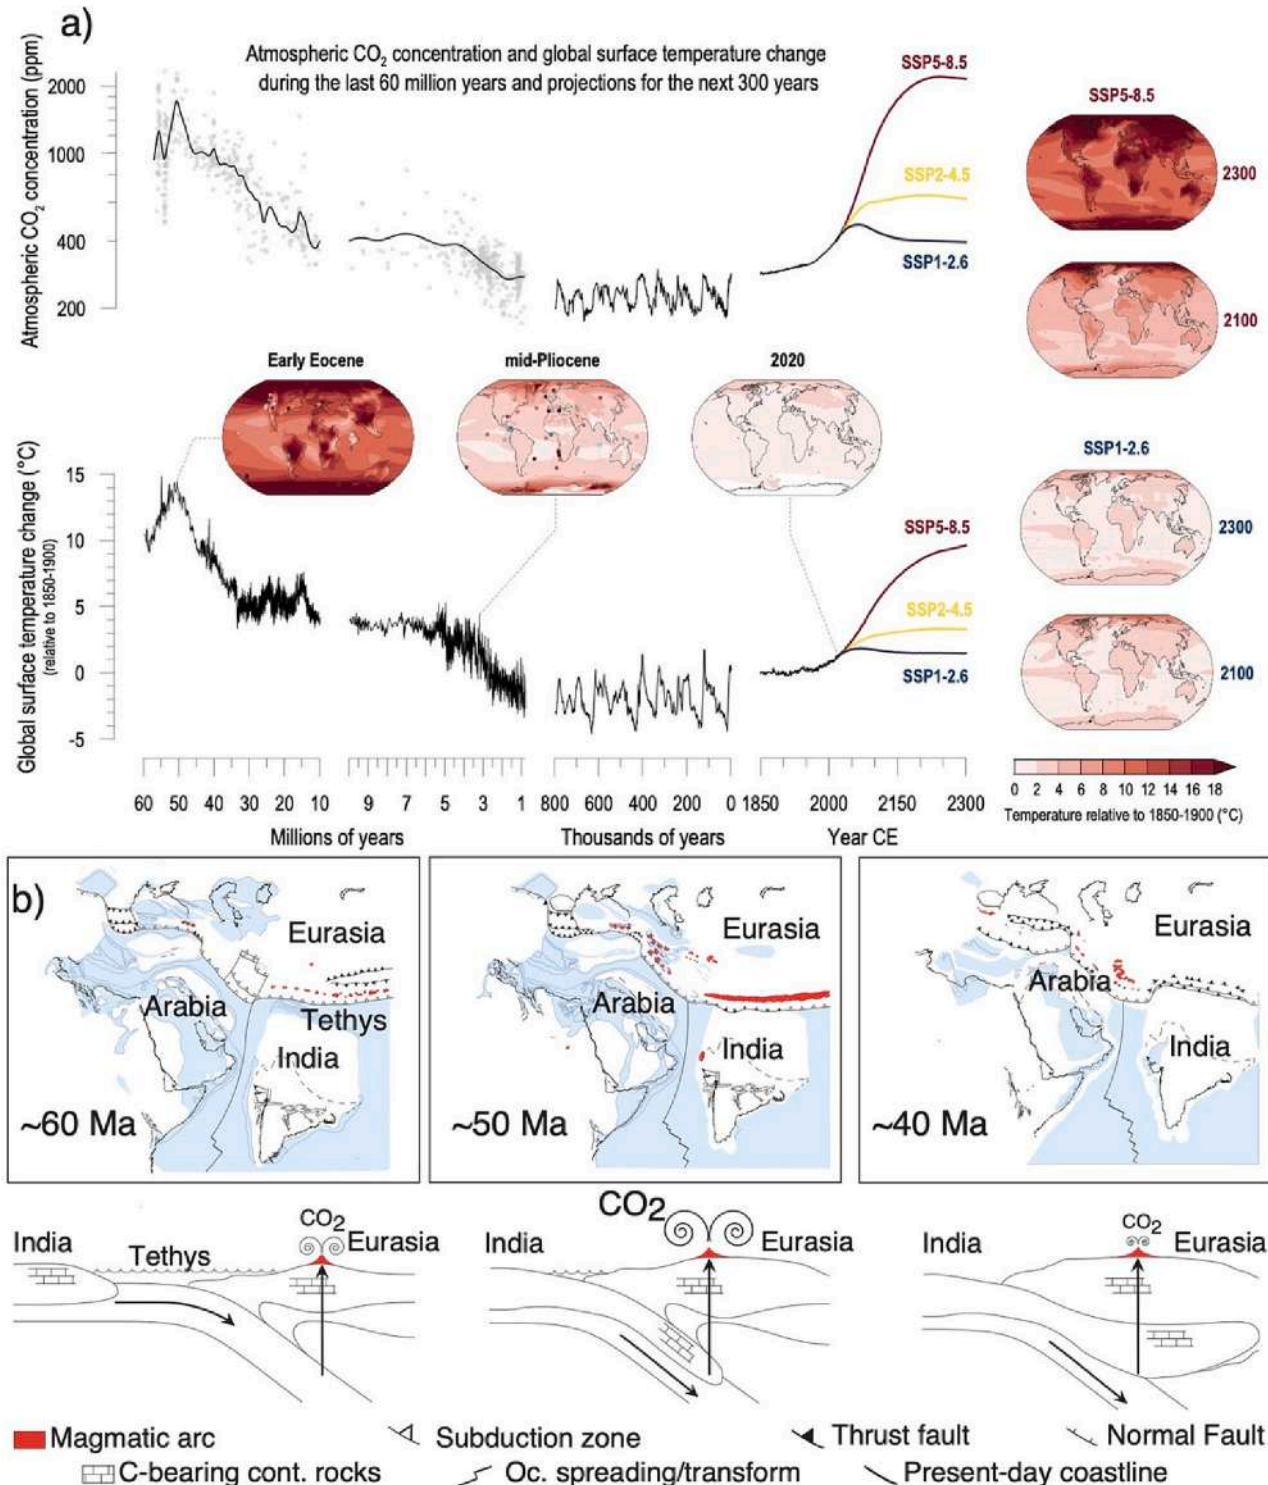 a)
Atmospheric CO2 concentration and global surface temperature change
during the last 60 million years and projections for the next 300 years
Atmospheric CO2 concentration (ppm)
2000
1000
400
200
SSP5-8.5
SSP2-4.5
SSP1-2.6
SSP5-8.5
2300
2100
Early Eocene
mid-Pliocene
2020
Global surface temperature change (°C)
(relative to 1850-1900)
15
10
5
0
-5
SSP5-8.5
SSP2-4.5
SSP1-2.6
SSP1-2.6
2300
2100
60 50 40 30 20 10
9 7 5 3 1
800 600 400 200 0
1850 2000 2150 2300
Millions of years
Thousands of years
Year CE
0 2 4 6 8 10 12 14 16 18
Temperature relative to 1850-1900 (°C)
b)
Eurasia
Arabia
Tethys
India
~60 Ma
Eurasia
Arabia
India
~50 Ma
Eurasia
Arabia
India
~40 Ma
India
Tethys
CO2
Eurasia
India
CO2
Eurasia
India
CO2
Eurasia
Magmatic arc
Subduction zone
Thrust fault
Normal Fault
C-bearing cont. rocks
Oc. spreading/transform
Present-day coastline